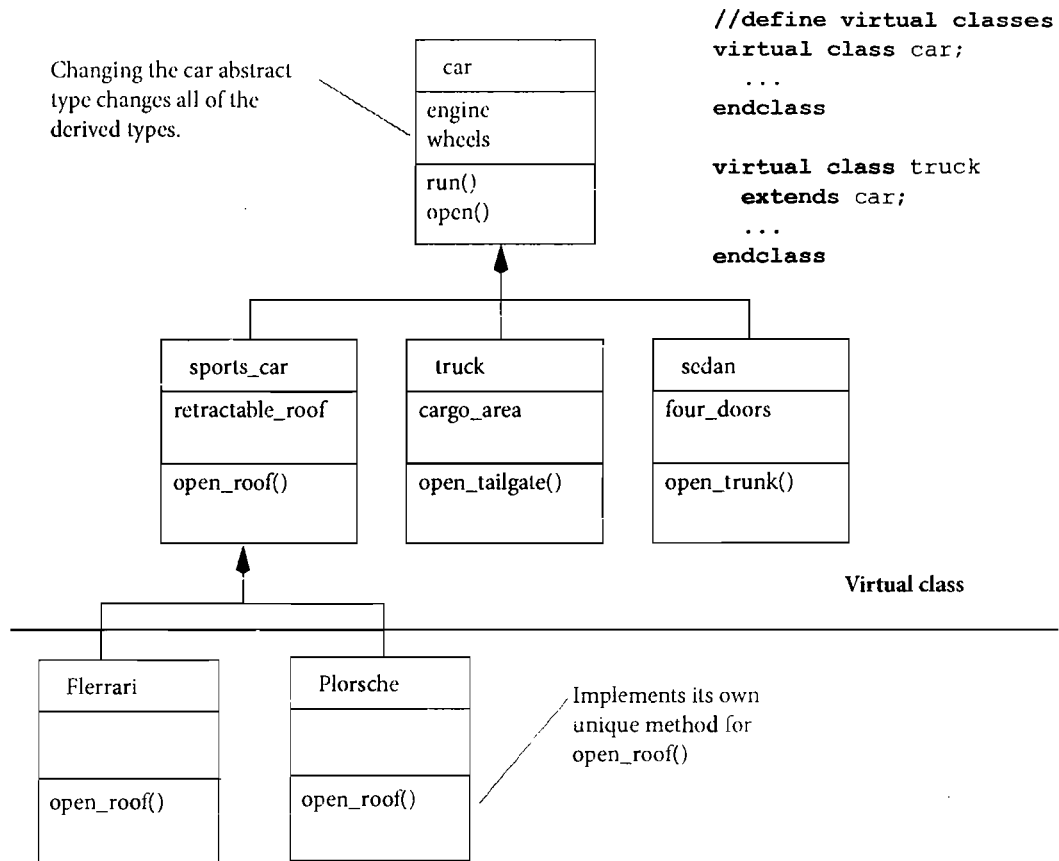 //define virtual classes
virtual class car;
...
endclass
virtual class truck
extends car;
...
endclass
Changing the car abstract
type changes all of the
derived types.
car
engine
wheels
run()
open()
sports_car
retractable_roof
open_roof()
truck
cargo_area
open_tailgate()
sedan
four_doors
open_trunk()
Virtual class
Flerrari
open_roof()
Plorsche
open_roof()
Implements its own
unique method for
open_roof()